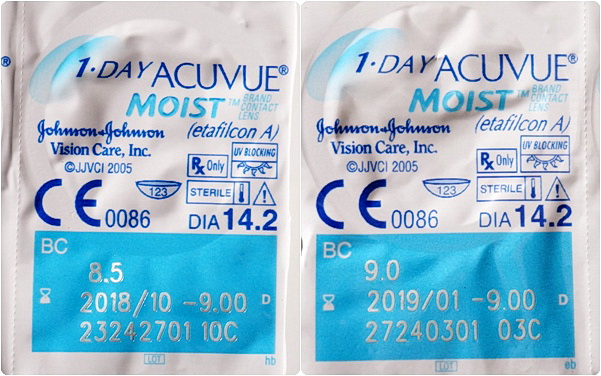 ®
1·DAY ACUVUE®
MOIST™ BRAND CONTACT LENS
Johnson & Johnson (etafilcon A)
Vision Care, Inc.
©JJVCI 2005
Rx Only
UV BLOCKING
123
STERILE
CE 0086
DIA 14.2
BC
8.5
2018/10 -9.00 D
23242701 10C
LOT
hb
1·DAY ACUVUE®
MOIST™ BRAND CONTACT LENS
Johnson & Johnson (etafilcon A)
Vision Care, Inc.
©JJVCI 2005
Rx Only
UV BLOCKING
123
STERILE
CE 0086
DIA 14.2
BC
9.0
2019/01 -9.00 D
27240301 03C
LOT
eb